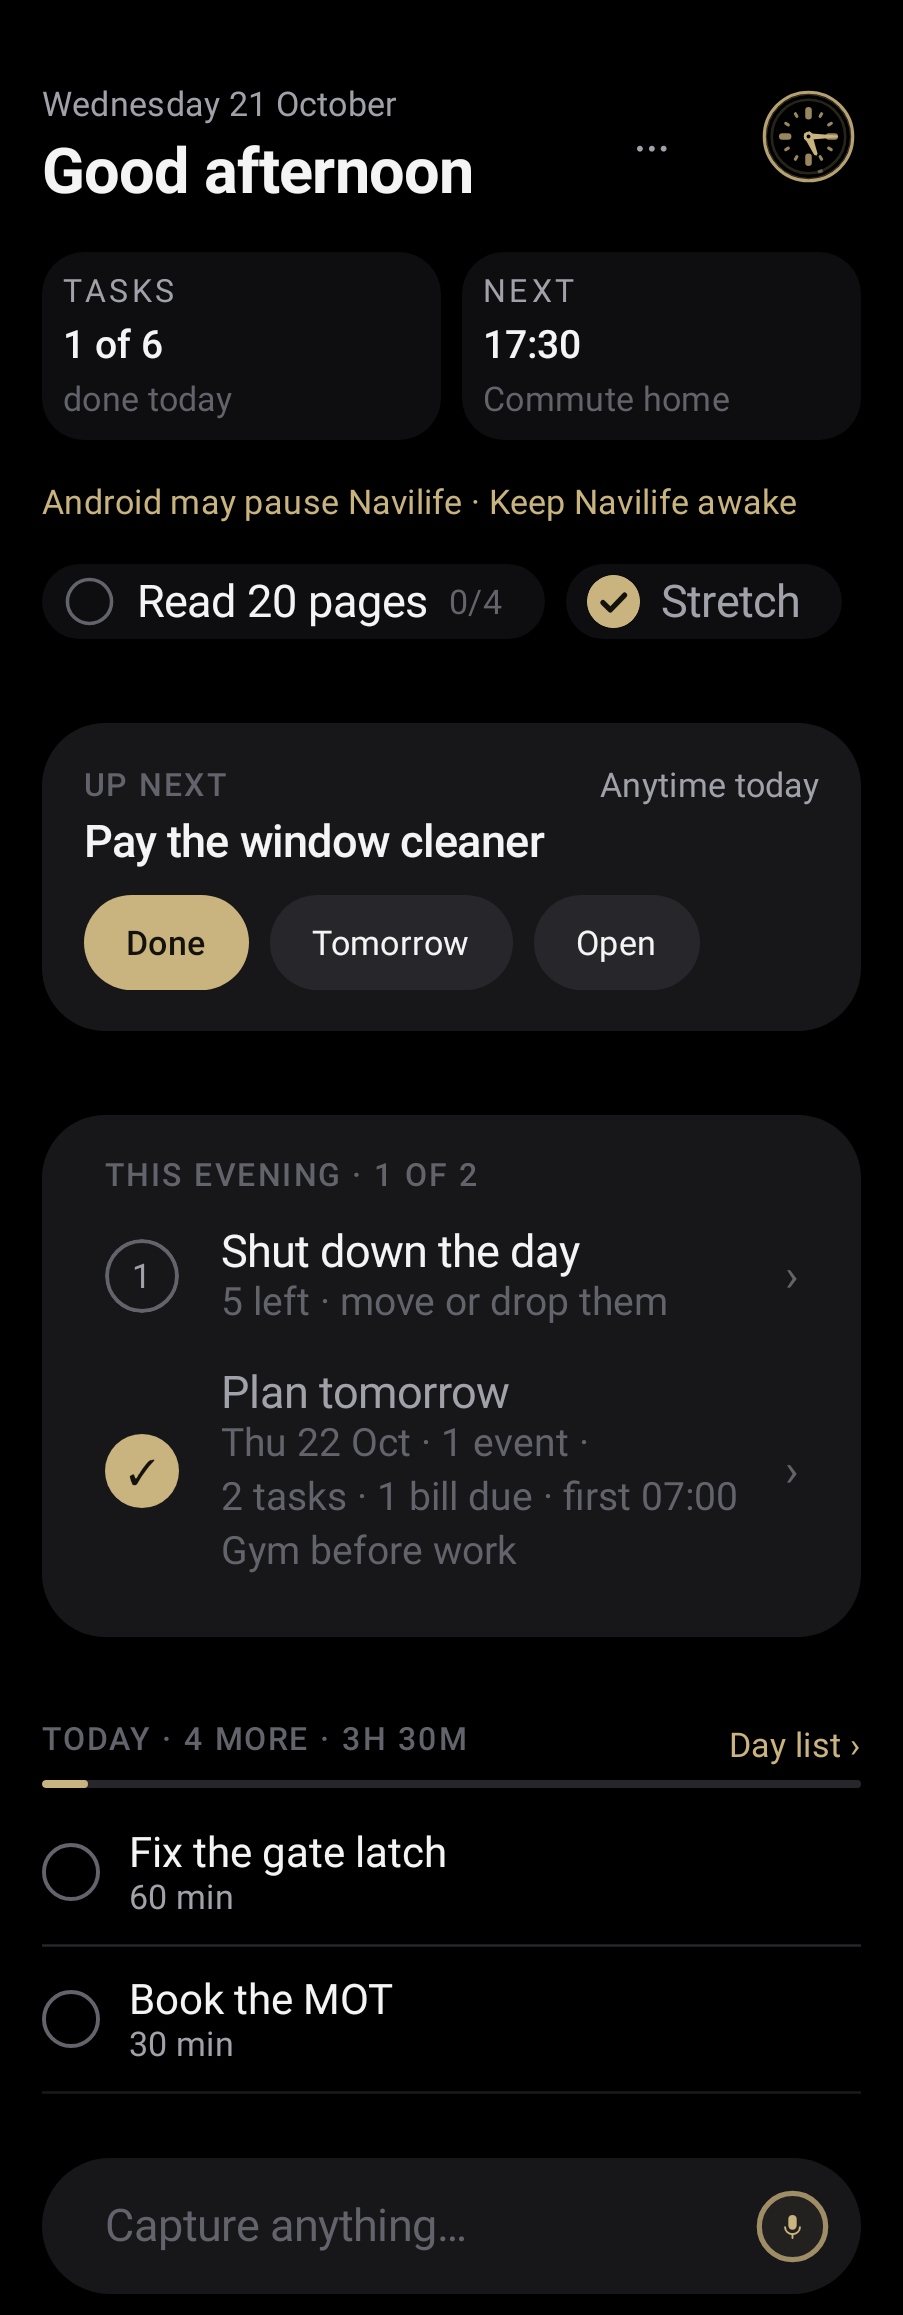 Wednesday 21 October
Good afternoon
...
TASKS
1 of 6
done today
NEXT
17:30
Commute home
Android may pause Navilife · Keep Navilife awake
Read 20 pages 0/4
Stretch
UP NEXT
Anytime today
Pay the window cleaner
Done
Tomorrow
Open
THIS EVENING · 1 OF 2
1
Shut down the day
5 left · move or drop them
›
Plan tomorrow
Thu 22 Oct · 1 event ·
2 tasks · 1 bill due · first 07:00
Gym before work
✓
›
TODAY · 4 MORE · 3H 30M
Day list ›
Fix the gate latch
60 min
Book the MOT
30 min
Capture anything…